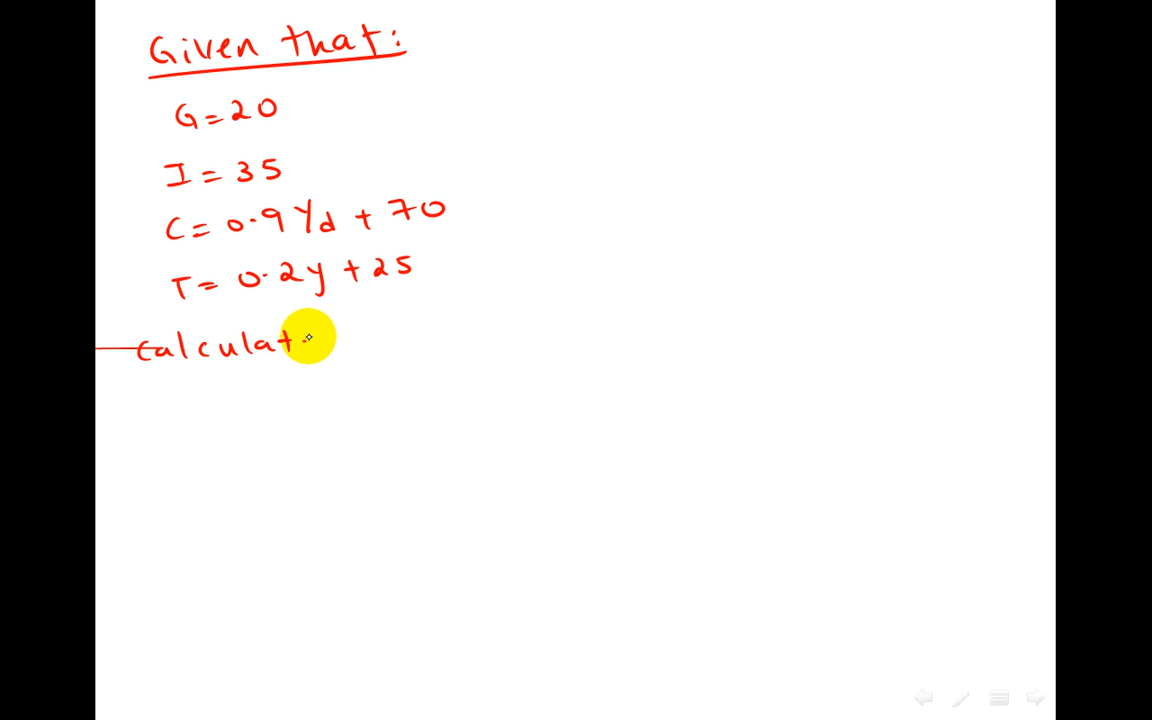 Given that:
G = 20
I = 35
C = 0.9Yd + 70
T = 0.2y + 25
Calculat